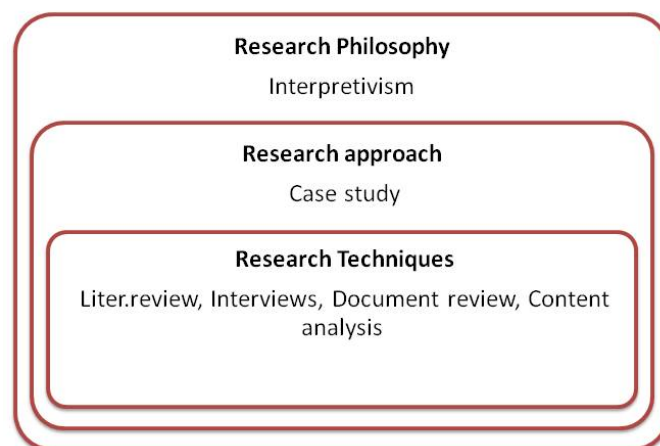 Research Philosophy
Interpretivism
Research approach
Case study
Research Techniques
Liter.review, Interviews, Document review, Content
analysis